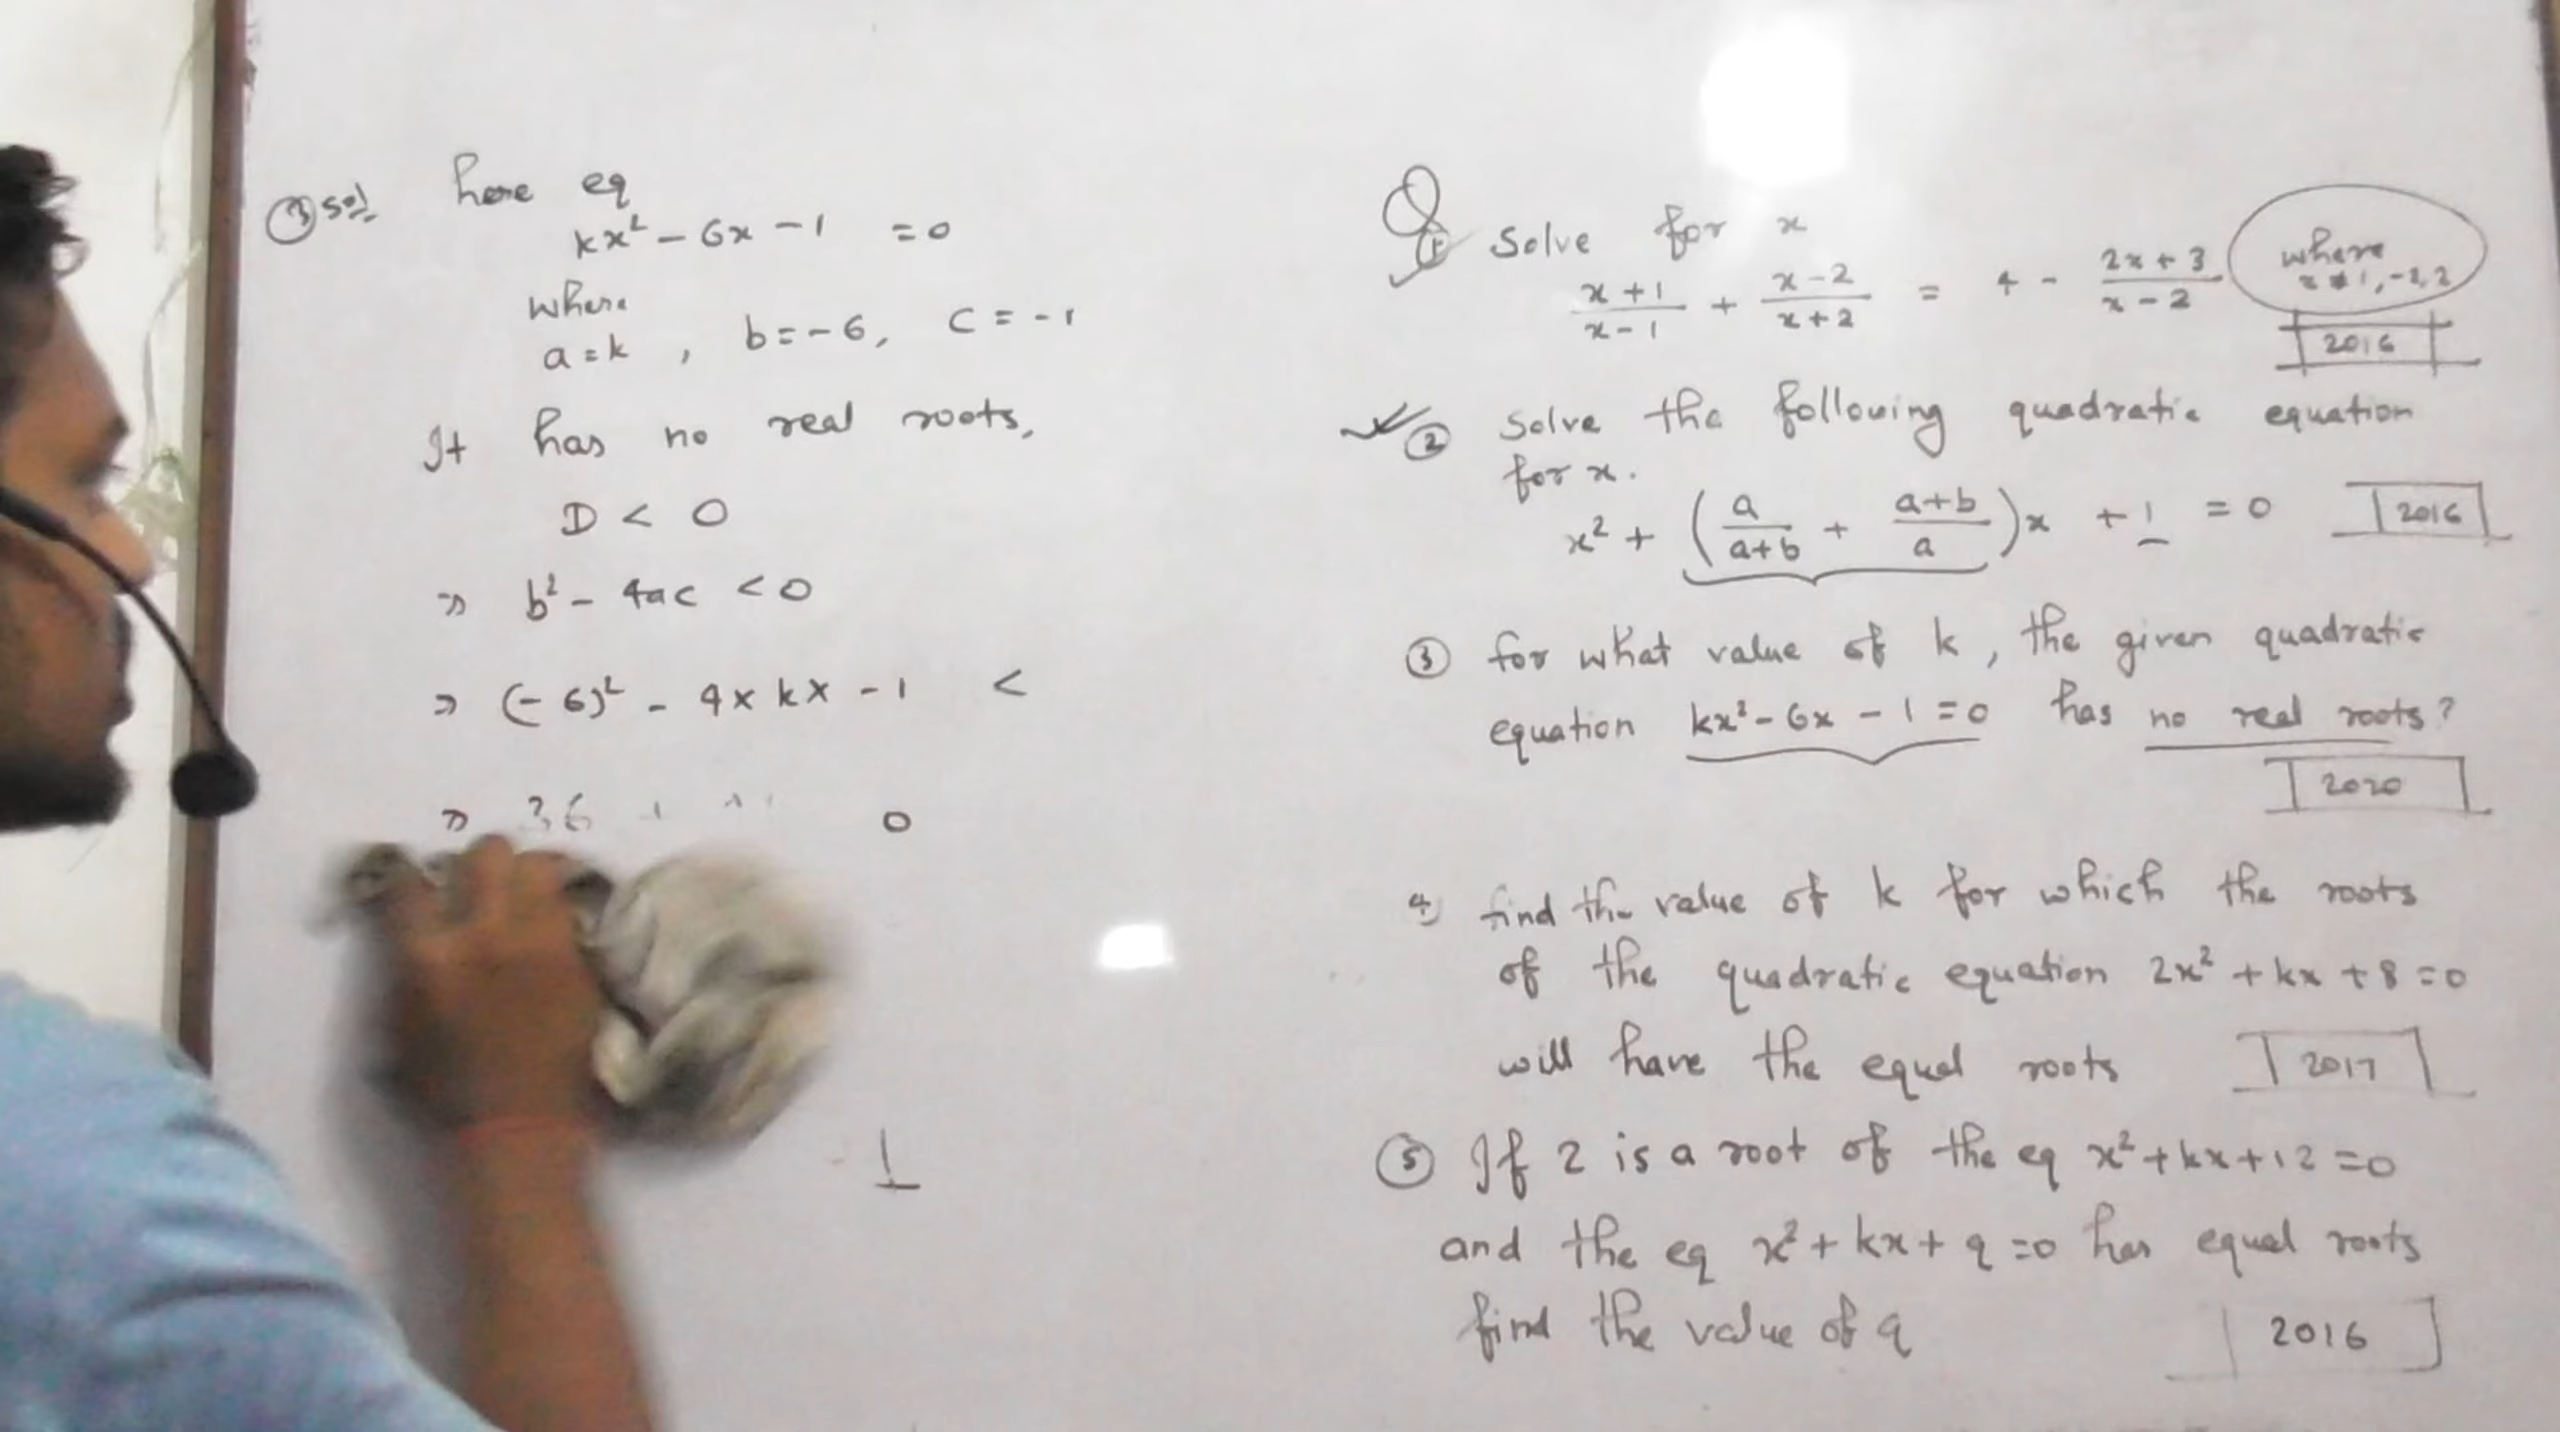 ③ Solⁿ. here eq
kx² - 6x - 1 = 0
where
a = k , b = -6, c = -1
It has no real roots,
D < 0
⇒ b² - 4ac < 0
⇒ (-6)² - 4 x k x -1 <
⇒ 36 0
Q
① Solve for x
(x+1)/(x-1) + (x-2)/(x+2) = 4 - (2x+3)/(x-2) where
x ≠ 1, -2, 2
2016
② Solve the following quadratic equation
for x.
x² + (a/(a+b) + (a+b)/a)x + 1 = 0 2016
③ for what value of k, the given quadratic
equation kx² - 6x - 1 = 0 has no real roots?
2020
4) find the value of k for which the roots
of the quadratic equation 2x² + kx + 8 = 0
will have the equal roots 2017
⑤ If 2 is a root of the eq x² + kx + 12 = 0
and the eq x² + kx + q = 0 has equal roots
find the value of q 2016